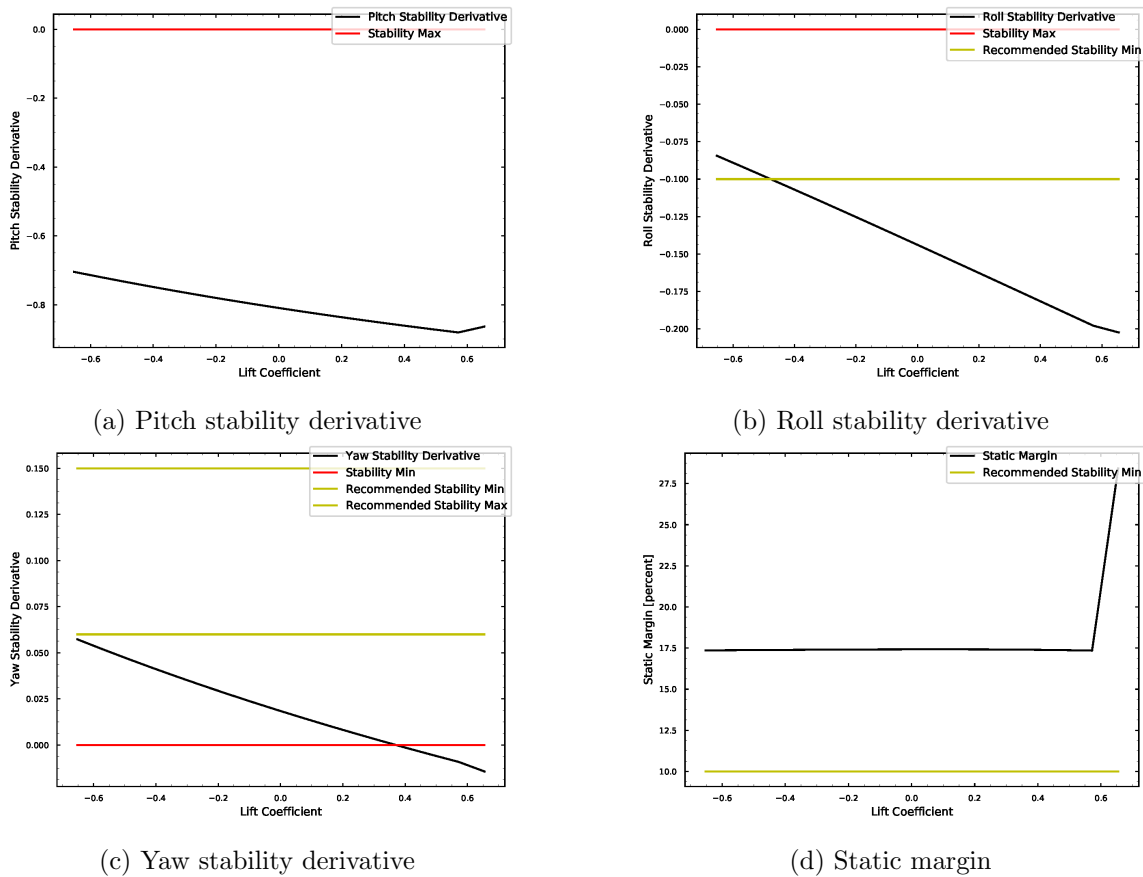 Pitch Stability Derivative
Stability Max
0.0
−0.2
−0.4
−0.6
−0.8
Pitch Stability Derivative
−0.6 −0.4 −0.2 0.0 0.2 0.4 0.6
Lift Coefficient
(a) Pitch stability derivative
Roll Stability Derivative
Stability Max
Recommended Stability Min
0.000
−0.025
−0.050
−0.075
−0.100
−0.125
−0.150
−0.175
−0.200
Roll Stability Derivative
−0.6 −0.4 −0.2 0.0 0.2 0.4 0.6
Lift Coefficient
(b) Roll stability derivative
Yaw Stability Derivative
Stability Min
Recommended Stability Min
Recommended Stability Max
0.150
0.125
0.100
0.075
0.050
0.025
0.000
Yaw Stability Derivative
−0.6 −0.4 −0.2 0.0 0.2 0.4 0.6
Lift Coefficient
(c) Yaw stability derivative
Static Margin
Recommended Stability Min
27.5
25.0
22.5
20.0
17.5
15.0
12.5
10.0
Static Margin [percent]
−0.6 −0.4 −0.2 0.0 0.2 0.4 0.6
Lift Coefficient
(d) Static margin